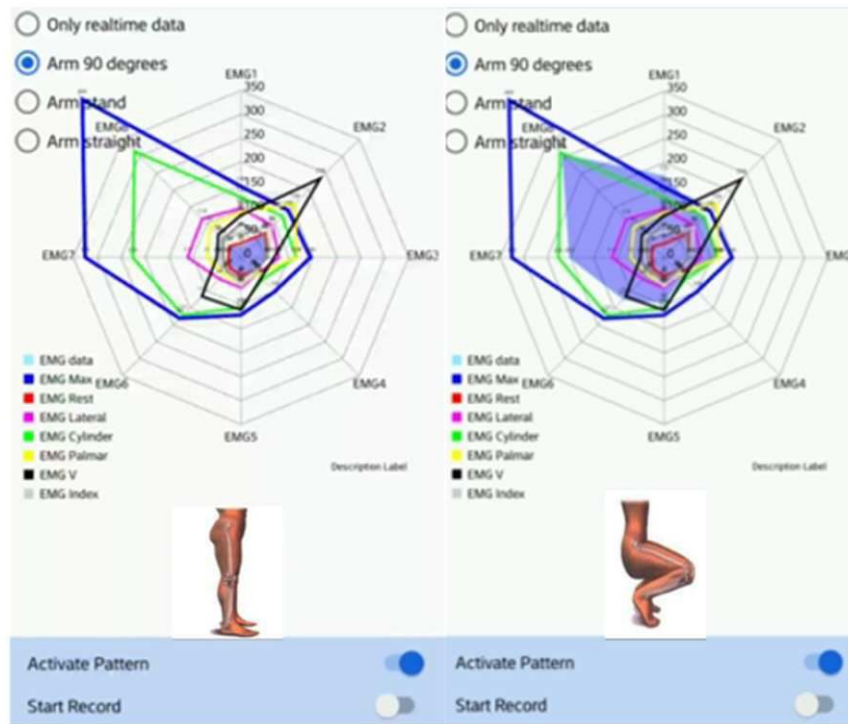 Only realtime data
Arm 90 degrees
Arm stand
Arm straight
EMG1
350
300
250
200
150
EMG2
EMG8
EMG7
EMG3
EMG6
EMG4
EMG5
EMG data
EMG Max
EMG Rest
EMG Lateral
EMG Cylinder
EMG Palmar
EMG V
EMG Index
Description Label
Activate Pattern
Start Record
Only realtime data
Arm 90 degrees
Arm stand
Arm straight
EMG1
350
300
250
200
150
EMG2
EMG7
EMG6
EMG4
EMG5
EMG data
EMG Max
EMG Rest
EMG Lateral
EMG Cylinder
EMG Palmar
EMG V
EMG Index
Description Label
Activate Pattern
Start Record